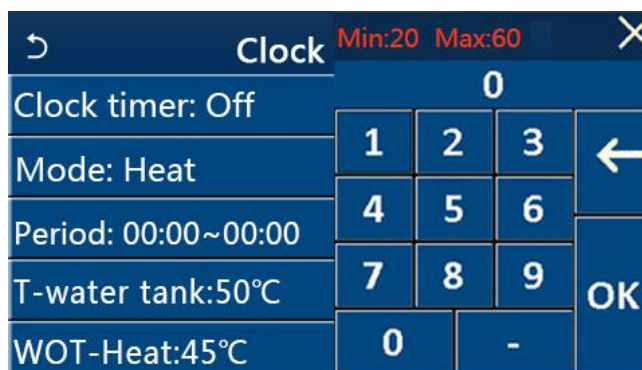 Clock
Clock timer: Off
Mode: Heat
Period: 00:00~00:00
T-water tank:50℃
WOT-Heat:45℃
Min:20 Max:60
0
1 2 3
4 5 6
7 8 9
OK
0 -